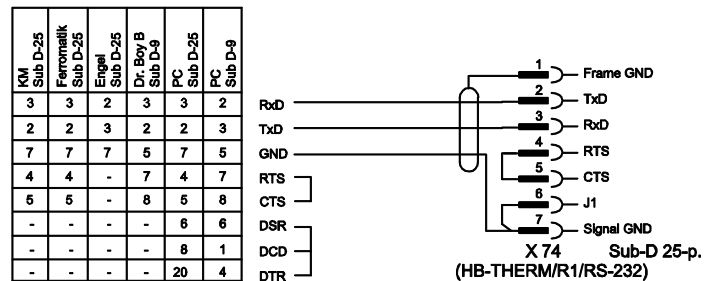 KM Sub D-25
Ferromatik Sub D-25
Engel Sub D-25
Dr. Boy B Sub D-9
PC Sub D-25
PC Sub D-9
3 3 2 3 3 2 RxD
2 2 3 2 2 3 TxD
7 7 7 5 7 5 GND
4 4 - 7 4 7 RTS
5 5 - 8 5 8 CTS
- - - - 6 6 DSR
- - - - 8 1 DCD
- - - - 20 4 DTR
1 Frame GND
2 TxD
3 RxD
4 RTS
5 CTS
6 J1
7 Signal GND
X 74 Sub-D 25-p.
(HB-THERM/R1/RS-232)